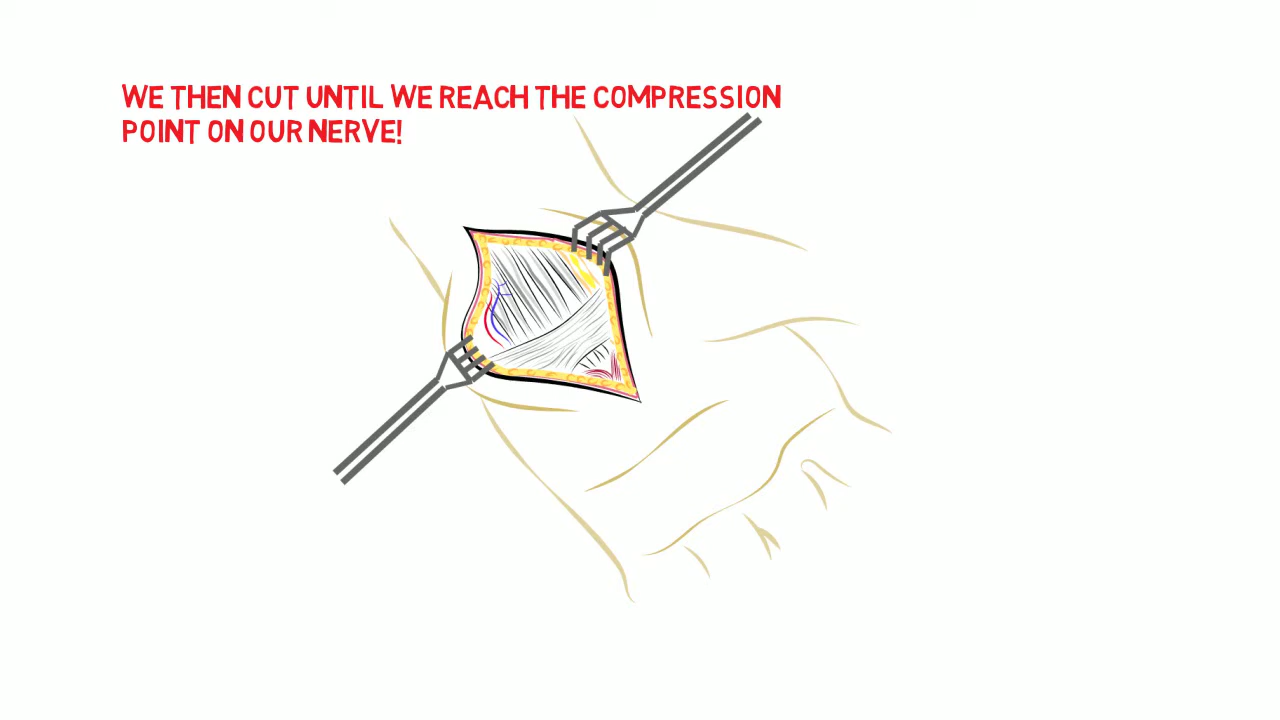 WE THEN CUT UNTIL WE REACH THE COMPRESSION
POINT ON OUR NERVE!